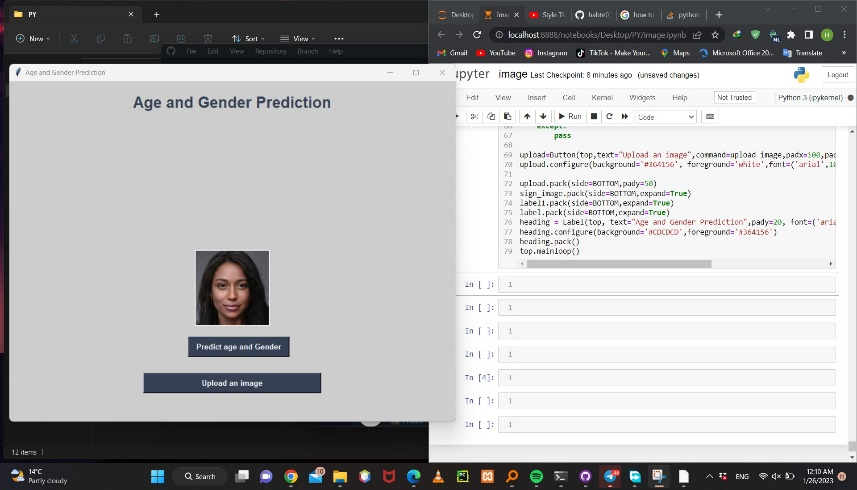 PY
New
Sort
View
File Edit View Repository Branch Help
12 items
Age and Gender Prediction
Age and Gender Prediction
Predict age and Gender
Upload an image
Desktop
Style Tk
how to
python
localhost:8888/notebooks/Desktop/PY/image.ipynb
Gmail
YouTube
Instagram
TikTok - Make Your...
Maps
Microsoft Office 20...
Translate
image Last Checkpoint: 8 minutes ago (unsaved changes)
Logout
Edit View Insert Cell Kernel Widgets Help
Not Trusted
Python 3 (ipykernel)
Run
Code
except:
67 pass
68
69 upload=Button(top,text="Upload an image",command=upload_image,padx=100,pad
70 upload.configure(background='#364156', foreground='white',font=('arial',10
71
72 upload.pack(side=BOTTOM,pady=50)
73 sign_image.pack(side=BOTTOM,expand=True)
74 label1.pack(side=BOTTOM,expand=True)
75 label.pack(side=BOTTOM,expand=True)
76 heading = Label(top, text="Age and Gender Prediction",pady=20, font=('aria
77 heading.configure(background='#CDCDCD',foreground='#364156')
78 heading.pack()
79 top.mainloop()
In [ ]: 1
In [ ]: 1
In [ ]: 1
In [ ]: 1
In [4]: 1
In [ ]: 1
In [ ]: 1
14°C
Partly cloudy
Search
ENG
12:10 AM
1/26/2023